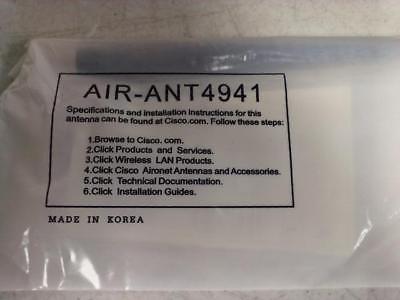 AIR-ANT4941
Specifications and installation instructions for this
antenna can be found at Cisco.com. Follow these steps:
1.Browse to Cisco. com.
2.Click Products and Services.
3.Click Wireless LAN Products.
4.Click Cisco Aironet Antennas and Accessories.
5.Click Technical Documentation.
6.Click Installation Guides.
MADE IN KOREA